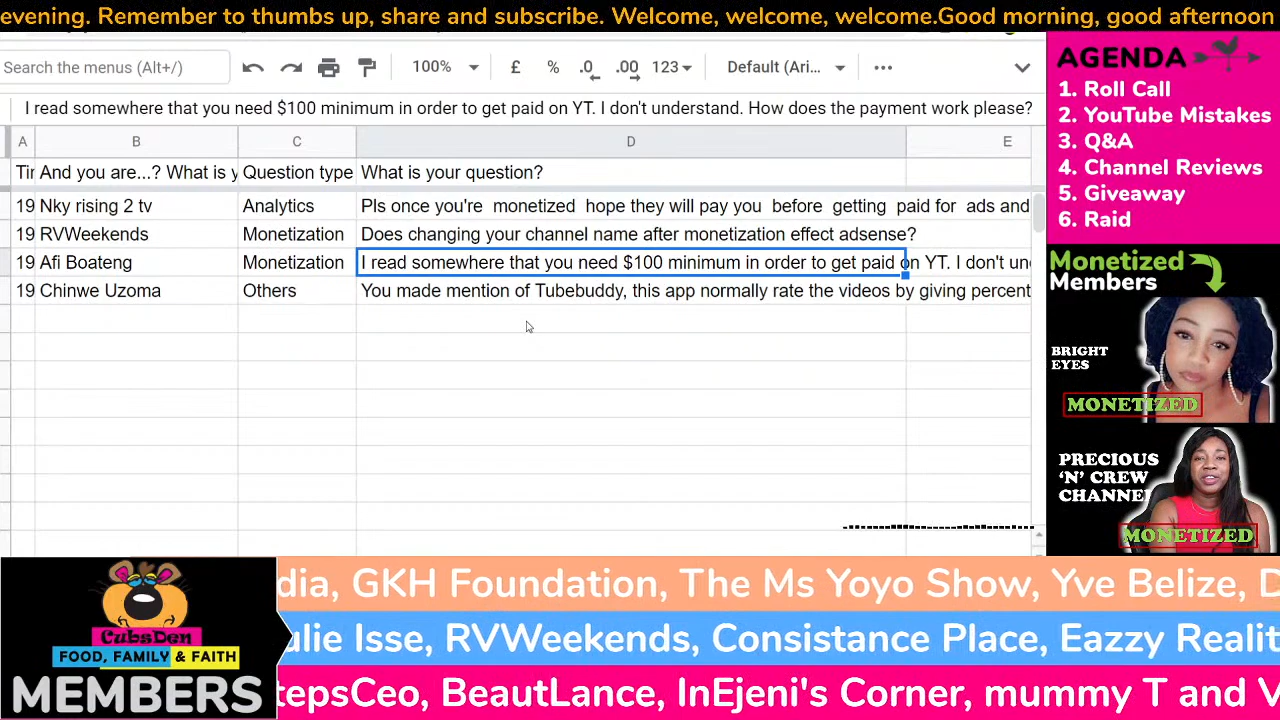 evening. Remember to thumbs up, share and subscribe. Welcome, welcome, welcome.Good morning, good afternoon
Search the menus (Alt+/)
100%
£ % .0 .00 123
Default (Ari...
I read somewhere that you need $100 minimum in order to get paid on YT. I don't understand. How does the payment work please?
A B C D E
And you are...? What is y Question type What is your question?
19 Nky rising 2 tv Analytics Pls once you're monetized hope they will pay you before getting paid for ads and
19 RVWeekends Monetization Does changing your channel name after monetization effect adsense?
19 Afi Boateng Monetization I read somewhere that you need $100 minimum in order to get paid on YT. I don't un
19 Chinwe Uzoma Others You made mention of Tubebuddy, this app normally rate the videos by giving percent
AGENDA
1. Roll Call
2. YouTube Mistakes
3. Q&A
4. Channel Reviews
5. Giveaway
6. Raid
Monetized
Members
BRIGHT
EYES
MONETIZED
PRECIOUS
'N' CREW
CHANNEL
MONETIZED
CubsDen
FOOD, FAMILY & FAITH
MEMBERS
dia, GKH Foundation, The Ms Yoyo Show, Yve Belize, D
ulie Isse, RVWeekends, Consistance Place, Eazzy Realit
tepsCeo, BeautLance, InEjeni's Corner, mummy T and V